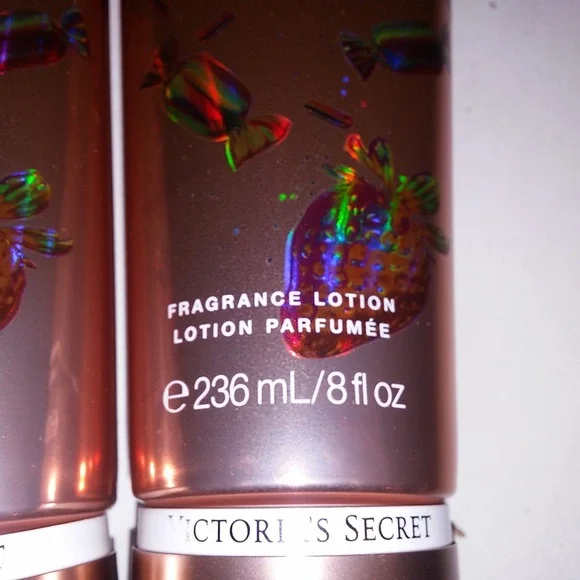 FRAGRANCE LOTION
LOTION PARFUMÉE
℮ 236 mL/8 fl oz
VICTORIA'S SECRET
T